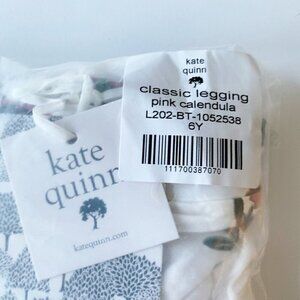 kate
quinn
classic legging
pink calendula
L202-BT-1052538
6Y
111700387070
kate
quinn
katequinn.com